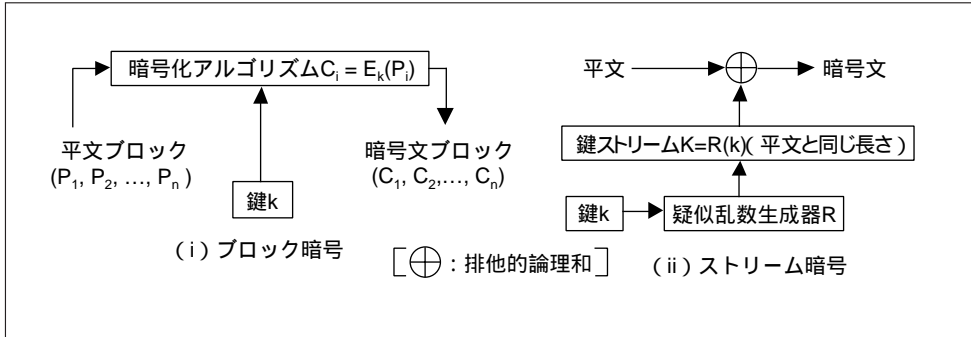 暗号化アルゴリズムCi = Ek(Pi)
平文ブロック
(P1, P2, …, Pn )
暗号文ブロック
(C1, C2,…, Cn)
鍵k
(i) ブロック暗号
平文
暗号文
鍵ストリームK=R(k)(平文と同じ長さ)
鍵k
疑似乱数生成器R
[⊕:排他的論理和]
(ii) ストリーム暗号